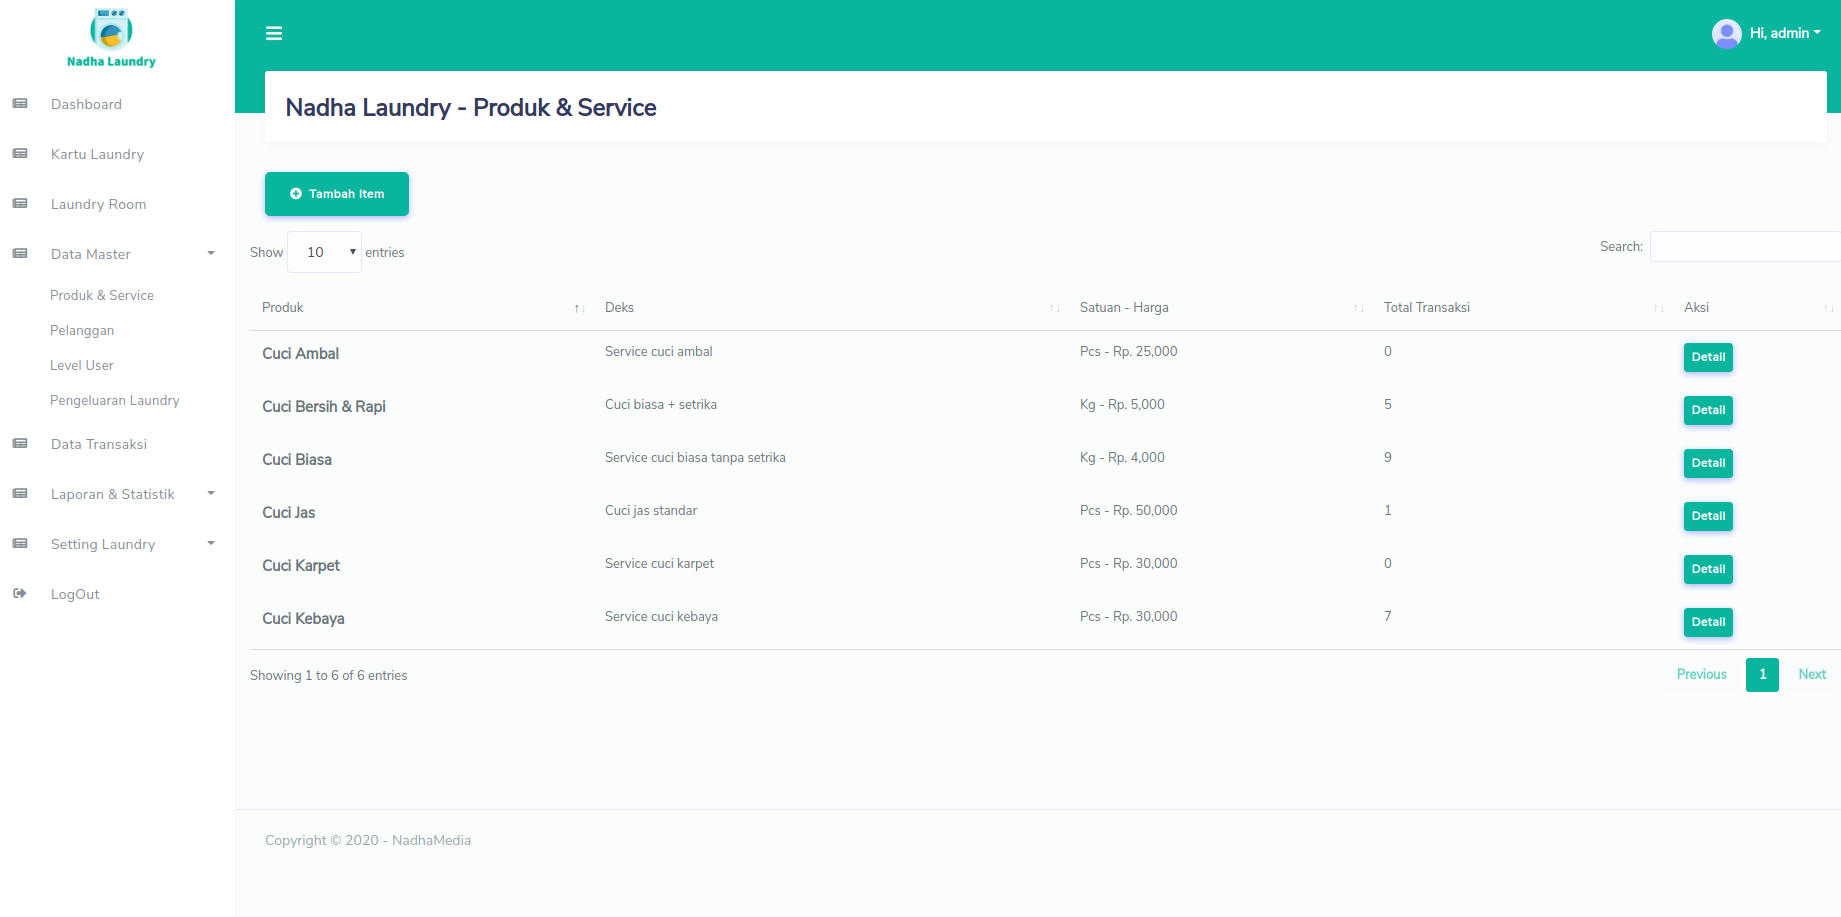 Nadha Laundry
Hi, admin
Dashboard
Kartu Laundry
Laundry Room
Data Master
Produk & Service
Pelanggan
Level User
Pengeluaran Laundry
Data Transaksi
Laporan & Statistik
Setting Laundry
LogOut
Nadha Laundry - Produk & Service
Tambah Item
Show 10 entries
Search:
Produk Deks Satuan - Harga Total Transaksi Aksi
Cuci Ambal Service cuci ambal Pcs - Rp. 25,000 0 Detail
Cuci Bersih & Rapi Cuci biasa + setrika Kg - Rp. 5,000 5 Detail
Cuci Biasa Service cuci biasa tanpa setrika Kg - Rp. 4,000 9 Detail
Cuci Jas Cuci jas standar Pcs - Rp. 50,000 1 Detail
Cuci Karpet Service cuci karpet Pcs - Rp. 30,000 0 Detail
Cuci Kebaya Service cuci kebaya Pcs - Rp. 30,000 7 Detail
Showing 1 to 6 of 6 entries
Previous 1 Next
Copyright © 2020 - NadhaMedia